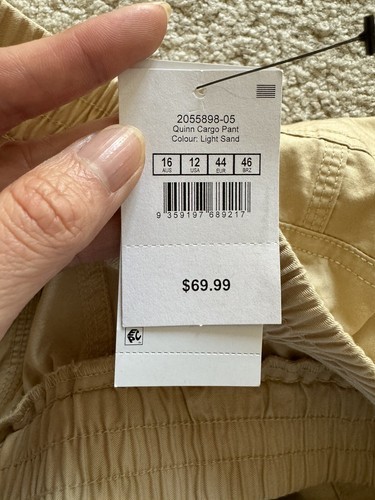 2055898-05
Quinn Cargo Pant
Colour: Light Sand
16 12 44 46
AUS USA EUR BRZ
9 359197 689217
$69.99